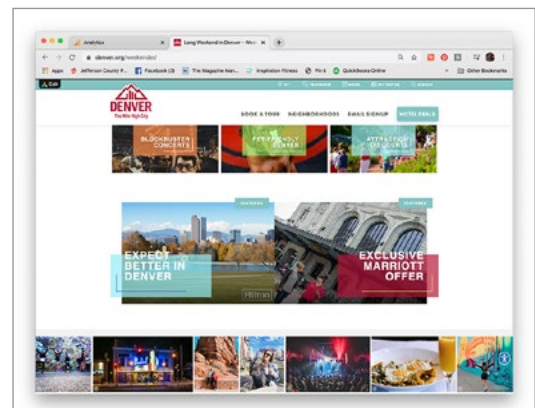 Long Weekend in Denver
denver.org/weekender/
Apps
Jefferson County P...
Facebook (3)
The Magazine Man...
Inspiration Fitness
Pin It
QuickBooks Online
Other Bookmarks
Exit
DENVER
The Mile High City
BOOK A TOUR
NEIGHBORHOODS
EMAIL SIGNUP
HOTEL DEALS
BLOCKBUSTER
CONCERTS
PET-FRIENDLY
DENVER
ATTRACTION
DISCOUNTS
FEATURED
FEATURED
EXPECT
BETTER IN
DENVER
Hilton
EXCLUSIVE
MARRIOTT
OFFER